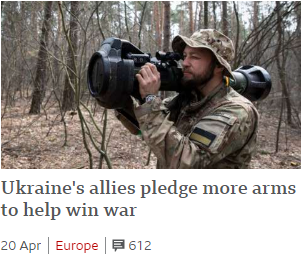 Ukraine's allies pledge more arms
to help win war
20 Apr Europe 612